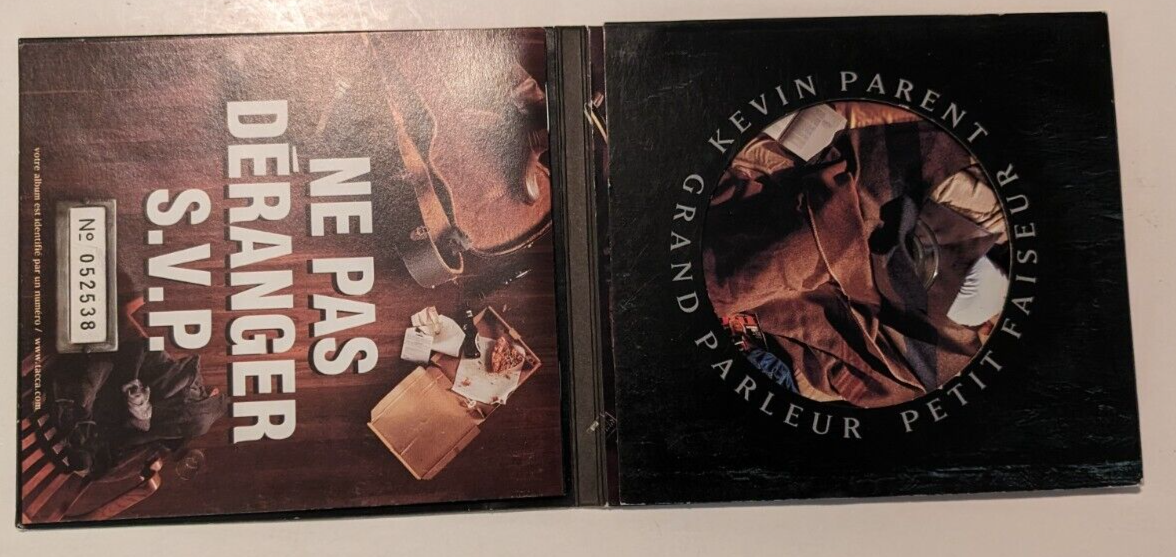 NE PAS
DÉRANGER
S.V.P.
Nº 052538
votre album est identifié par un numéro / www.tacca.com
KEVIN PARENT
GRAND PARLEUR PETIT FAISEUR